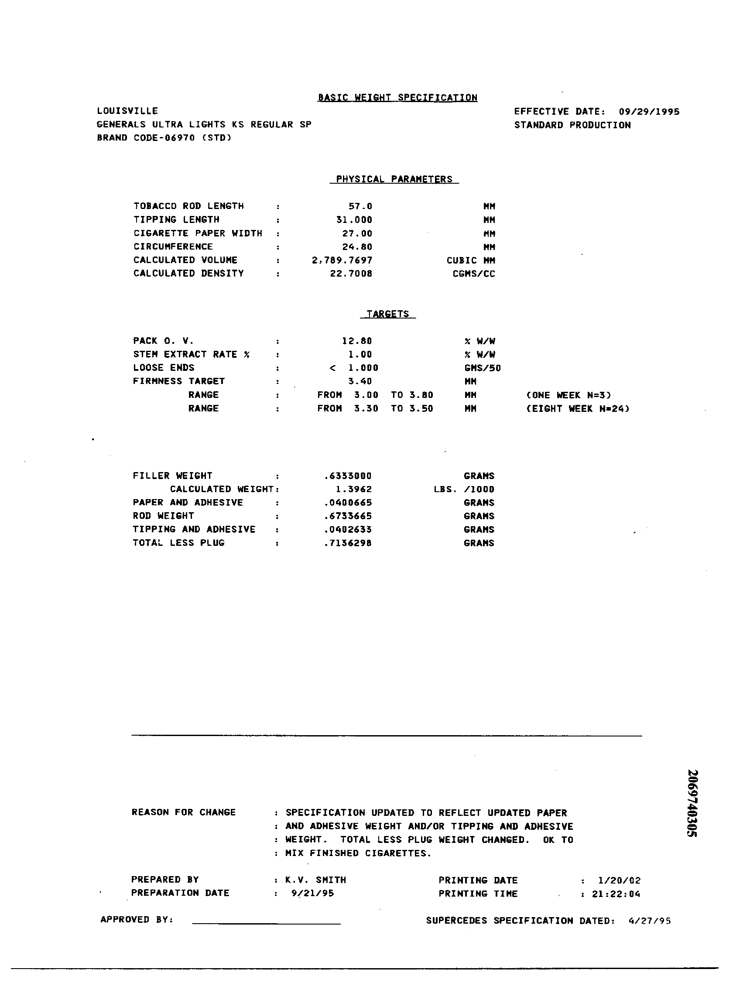 BASIC WEIGHT SPECIFICATION
LOUISVILLE EFFECTIVE DATE: 09/29/1995
GENERALS ULTRA LIGHTS KS REGULAR SP STANDARD PRODUCTION
BRAND CODE-06970 (STD)
PHYSICAL PARAMETERS
TOBACCO ROD LENGTH : 57.0 MM
TIPPING LENGTH : 31.000 MM
CIGARETTE PAPER WIDTH : 27.00 MM
CIRCUMFERENCE : 24.80 MM
CALCULATED VOLUME : 2,789.7697 CUBIC MM
CALCULATED DENSITY : 22.7008 CGMS/CC
TARGETS
PACK O. V. : 12.80 % W/W
STEM EXTRACT RATE % : 1.00 % W/W
LOOSE ENDS : < 1.000 GMS/50
FIRMNESS TARGET : 3.40 MM
RANGE : FROM 3.00 TO 3.80 MM (ONE WEEK N=3)
RANGE : FROM 3.30 TO 3.50 MM (EIGHT WEEK N=24)
FILLER WEIGHT : .6333000 GRAMS
CALCULATED WEIGHT: 1.3962 LBS. /1000
PAPER AND ADHESIVE : .0400665 GRAMS
ROD WEIGHT : .6733665 GRAMS
TIPPING AND ADHESIVE : .0402633 GRAMS
TOTAL LESS PLUG : .7136298 GRAMS
REASON FOR CHANGE : SPECIFICATION UPDATED TO REFLECT UPDATED PAPER
: AND ADHESIVE WEIGHT AND/OR TIPPING AND ADHESIVE
: WEIGHT. TOTAL LESS PLUG WEIGHT CHANGED. OK TO
: MIX FINISHED CIGARETTES.
PREPARED BY : K.V. SMITH PRINTING DATE : 1/20/02
PREPARATION DATE : 9/21/95 PRINTING TIME : 21:22:04
APPROVED BY: SUPERCEDES SPECIFICATION DATED: 4/27/95
2069740305